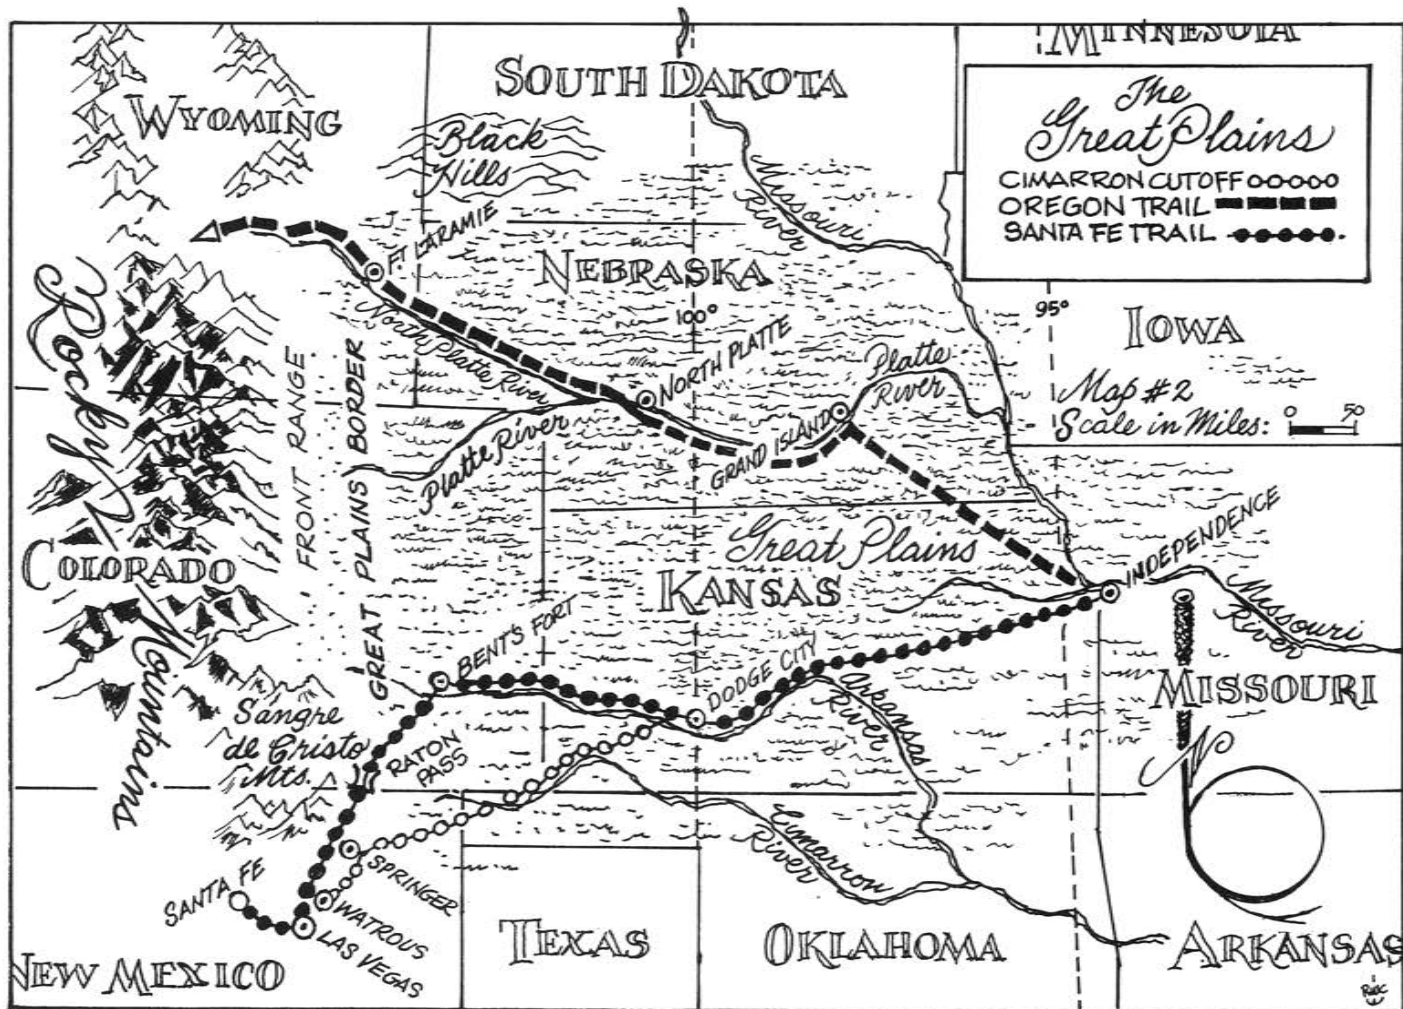 MINNESOTA
SOUTH DAKOTA
WYOMING
Black
Hills
The
Great Plains
CIMARRON CUTOFF
OREGON TRAIL
SANTA FE TRAIL
Missouri
River
FT LARAMIE
NEBRASKA
100°
95°
IOWA
North Platte River
NORTH PLATTE
Platte
River
Map #2
Scale in Miles: 0 50
Rocky Mountains
FRONT RANGE
GREAT PLAINS BORDER
Platte River
GRAND ISLAND
Great Plains
KANSAS
INDEPENDENCE
COLORADO
Missouri
River
BENT'S FORT
DODGE CITY
Arkansas
River
MISSOURI
Sangre
de Cristo
Mts.
RATON
PASS
N
Cimarron
River
SPRINGER
SANTA FE
WATROUS
LAS VEGAS
NEW MEXICO
TEXAS
OKLAHOMA
ARKANSAS